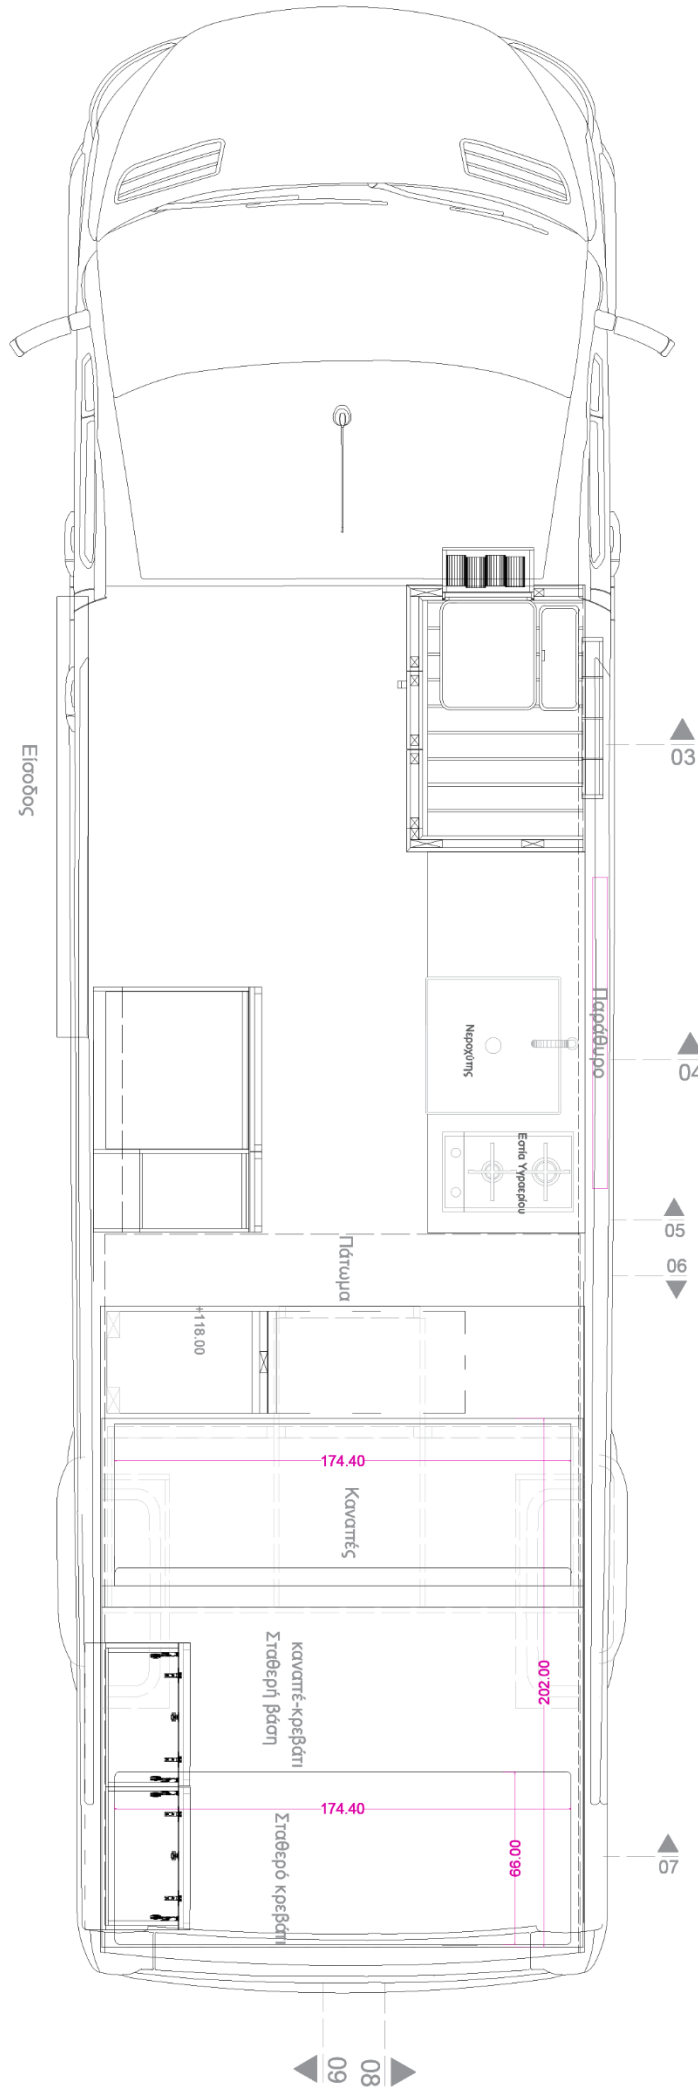 Είσοδος
03
Παράθυρο
Νεροχύτης
04
Εστία Υγραερίου
05
06
Πάτωμα
+118.00
174.40
Καναπές
202.00
Σταθερή βάση
καναπέ-κρεβάτι
174.40
66.00
Σταθερό κρεβάτι
07
08
09